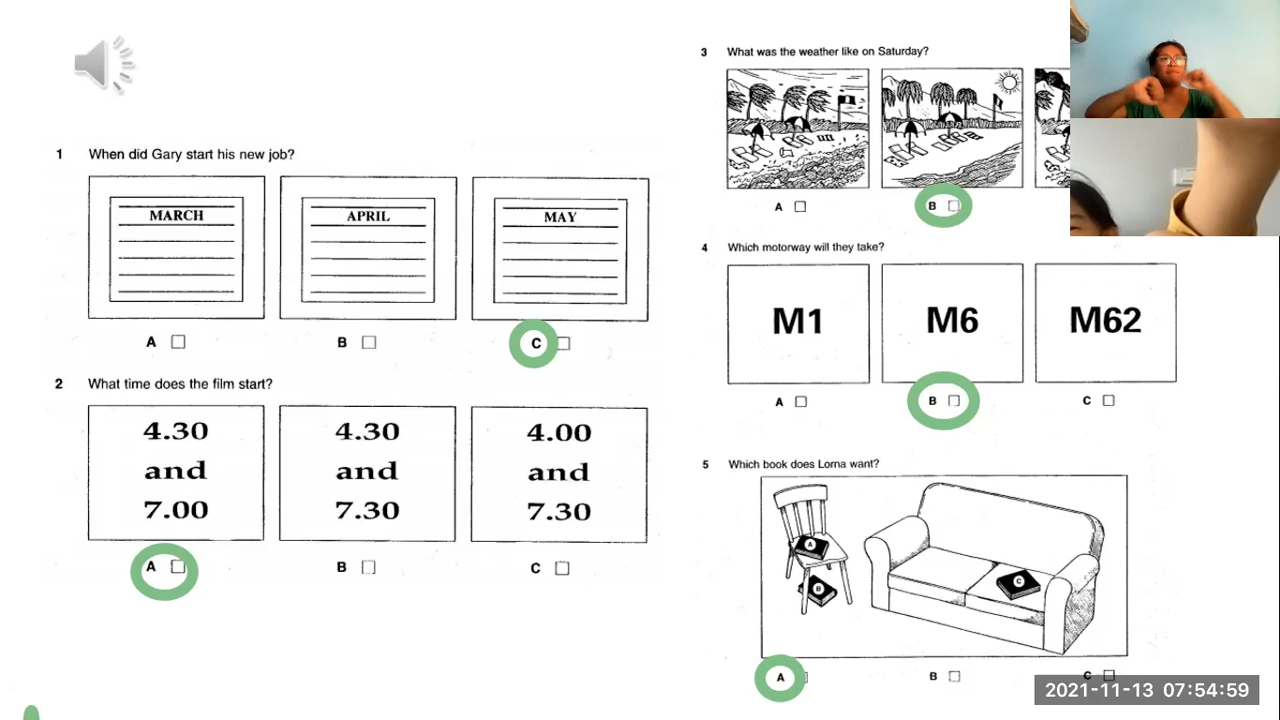 1 When did Gary start his new job?
MARCH
APRIL
MAY
A
B
C
2 What time does the film start?
4.30
and
7.00
4.30
and
7.30
4.00
and
7.30
A
B
C
3 What was the weather like on Saturday?
A
B
4 Which motorway will they take?
M1
M6
M62
A
B
C
5 Which book does Lorna want?
A
B
C
A
B
C
2021-11-13 07:54:59